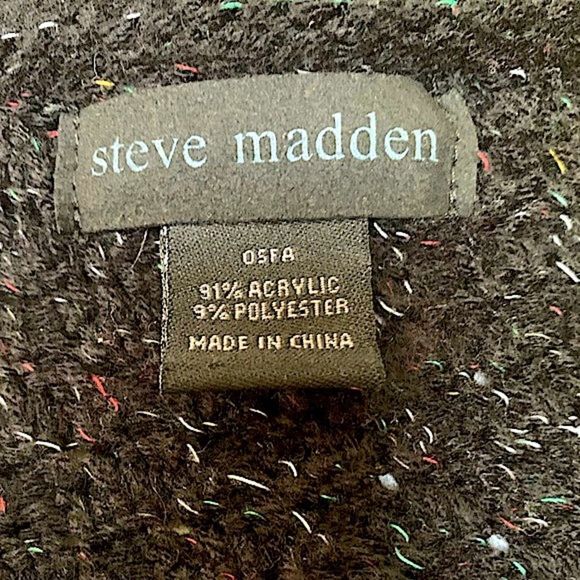 steve madden
OSFA
91% ACRYLIC
9% POLYESTER
MADE IN CHINA